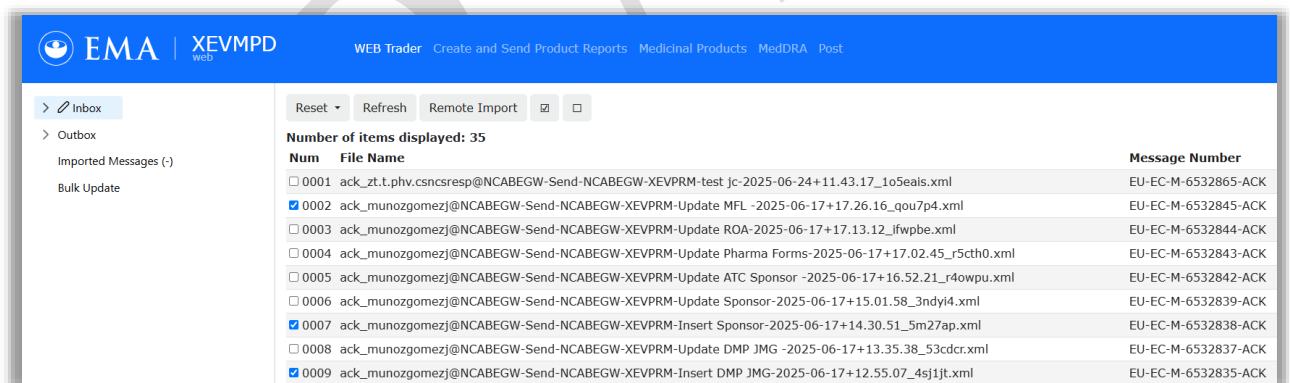 EMA | XEVMPD web WEB Trader Create and Send Product Reports Medicinal Products MedDRA Post
Inbox
Outbox
Imported Messages (-)
Bulk Update
Reset Refresh Remote Import
Number of items displayed: 35
Num File Name Message Number
0001 ack_zt.t.phv.csncsresp@NCABEGW-Send-NCABEGW-XEVPRM-test jc-2025-06-24+11.43.17_1o5eais.xml EU-EC-M-6532865-ACK
0002 ack_munozgomezj@NCABEGW-Send-NCABEGW-XEVPRM-Update MFL -2025-06-17+17.26.16_qou7p4.xml EU-EC-M-6532845-ACK
0003 ack_munozgomezj@NCABEGW-Send-NCABEGW-XEVPRM-Update ROA-2025-06-17+17.13.12_ifwpbe.xml EU-EC-M-6532844-ACK
0004 ack_munozgomezj@NCABEGW-Send-NCABEGW-XEVPRM-Update Pharma Forms-2025-06-17+17.02.45_r5cth0.xml EU-EC-M-6532843-ACK
0005 ack_munozgomezj@NCABEGW-Send-NCABEGW-XEVPRM-Update ATC Sponsor -2025-06-17+16.52.21_r4owpu.xml EU-EC-M-6532842-ACK
0006 ack_munozgomezj@NCABEGW-Send-NCABEGW-XEVPRM-Update Sponsor-2025-06-17+15.01.58_3ndyi4.xml EU-EC-M-6532839-ACK
0007 ack_munozgomezj@NCABEGW-Send-NCABEGW-XEVPRM-Insert Sponsor-2025-06-17+14.30.51_5m27ap.xml EU-EC-M-6532838-ACK
0008 ack_munozgomezj@NCABEGW-Send-NCABEGW-XEVPRM-Update DMP JMG -2025-06-17+13.35.38_53cdcr.xml EU-EC-M-6532837-ACK
0009 ack_munozgomezj@NCABEGW-Send-NCABEGW-XEVPRM-Insert DMP JMG-2025-06-17+12.55.07_4sj1jt.xml EU-EC-M-6532835-ACK